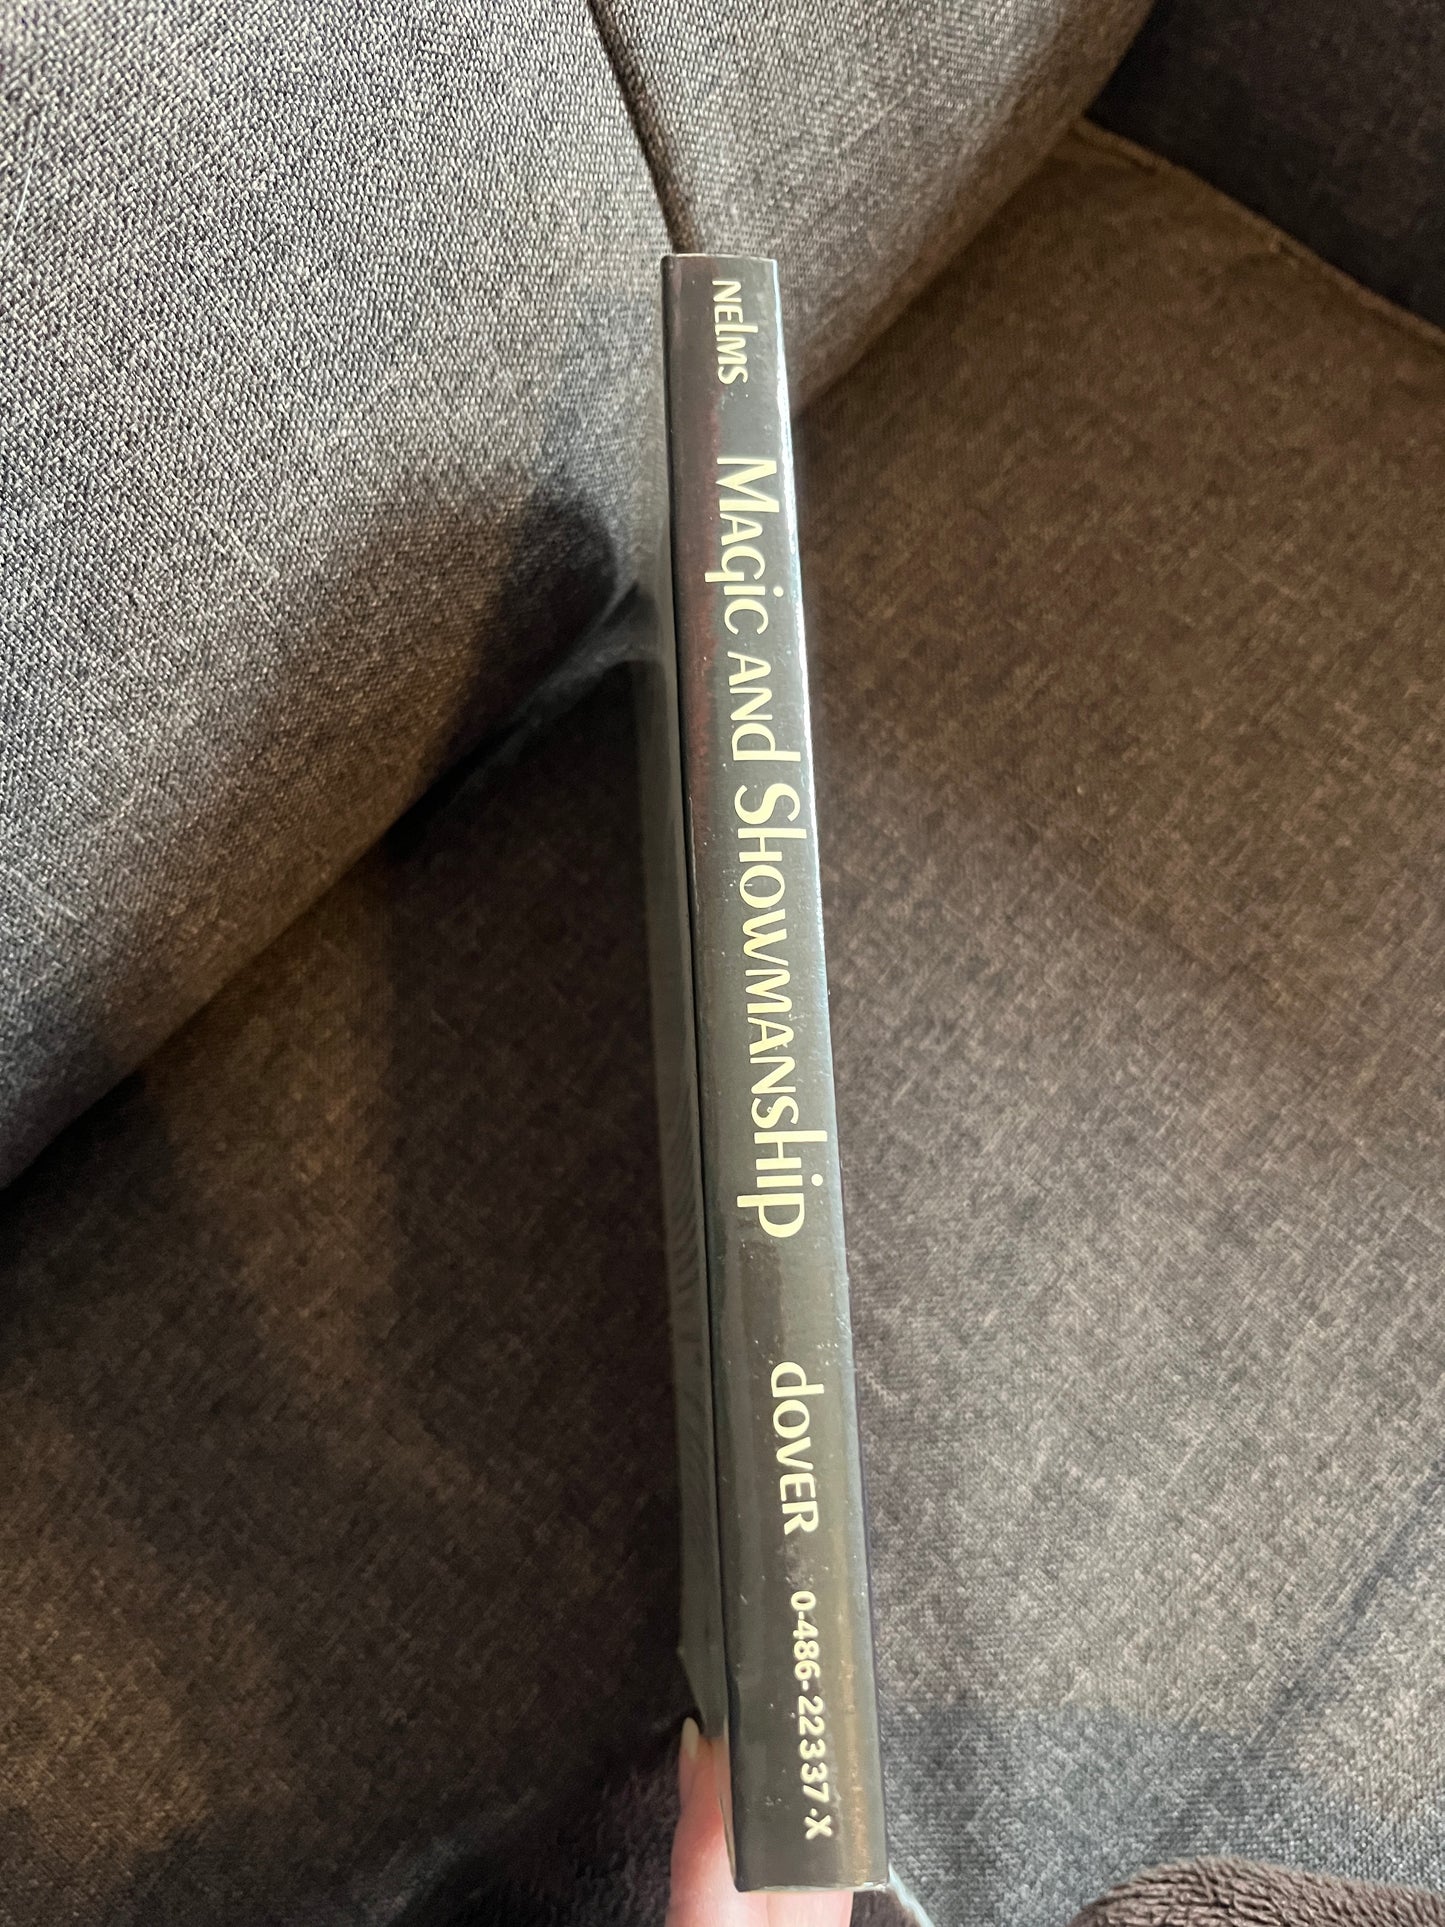 NELMS MAGIC AND SHOWMANSHIP DOVER 0-486-22337-X